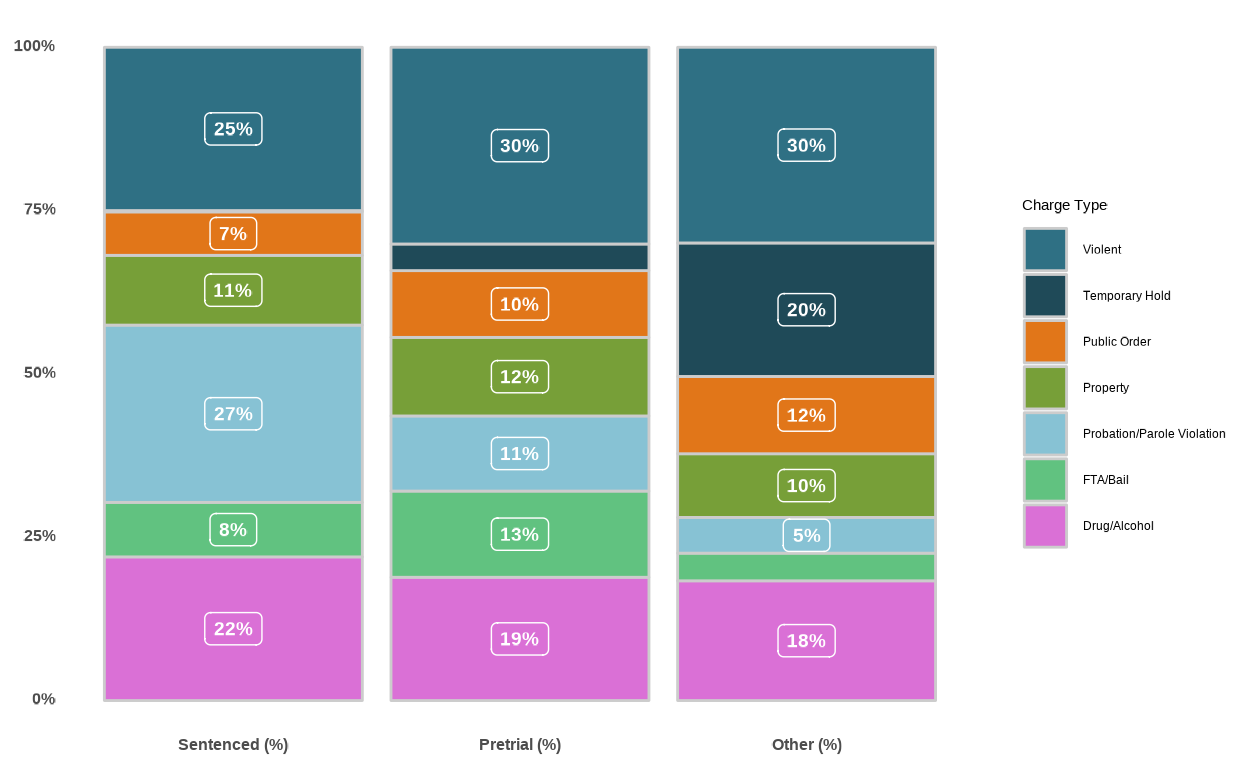 100%
75%
50%
25%
0%
25%
7%
11%
27%
8%
22%
30%
10%
12%
11%
13%
19%
30%
20%
12%
10%
5%
18%
Sentenced (%)
Pretrial (%)
Other (%)
Charge Type
Violent
Temporary Hold
Public Order
Property
Probation/Parole Violation
FTA/Bail
Drug/Alcohol